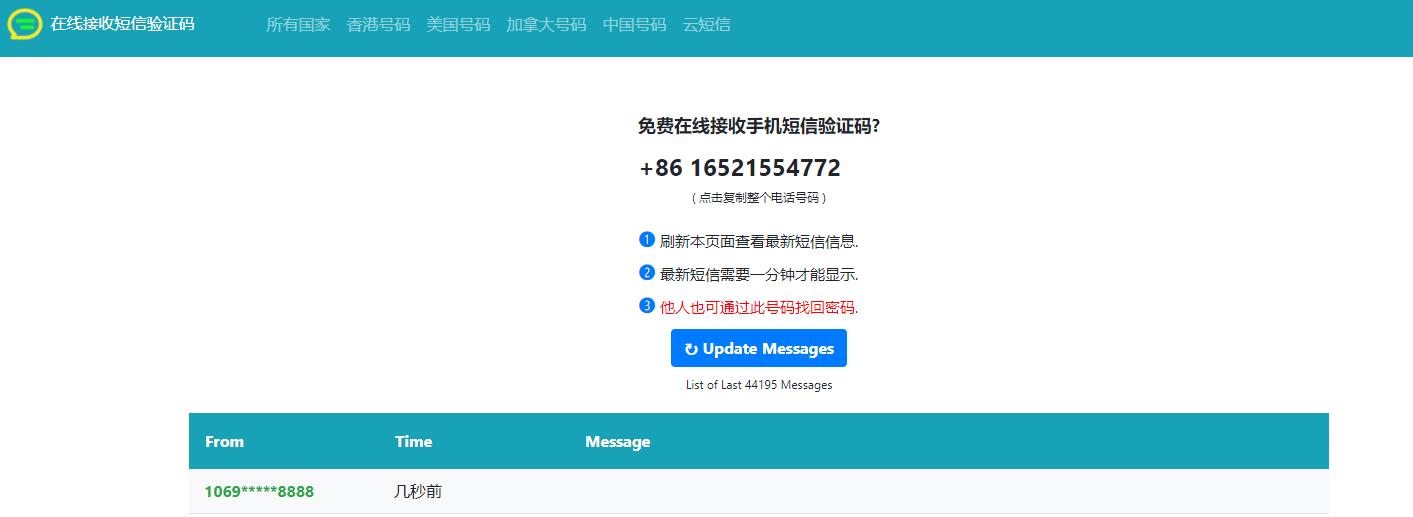 在线接收短信验证码 所有国家 香港号码 美国号码 加拿大号码 中国号码 云短信
免费在线接收手机短信验证码?
+86 16521554772
( 点击复制整个电话号码 )
1 刷新本页面查看最新短信信息.
2 最新短信需要一分钟才能显示.
3 他人也可通过此号码找回密码.
↻ Update Messages
List of Last 44195 Messages
From Time Message
1069*****8888 几秒前